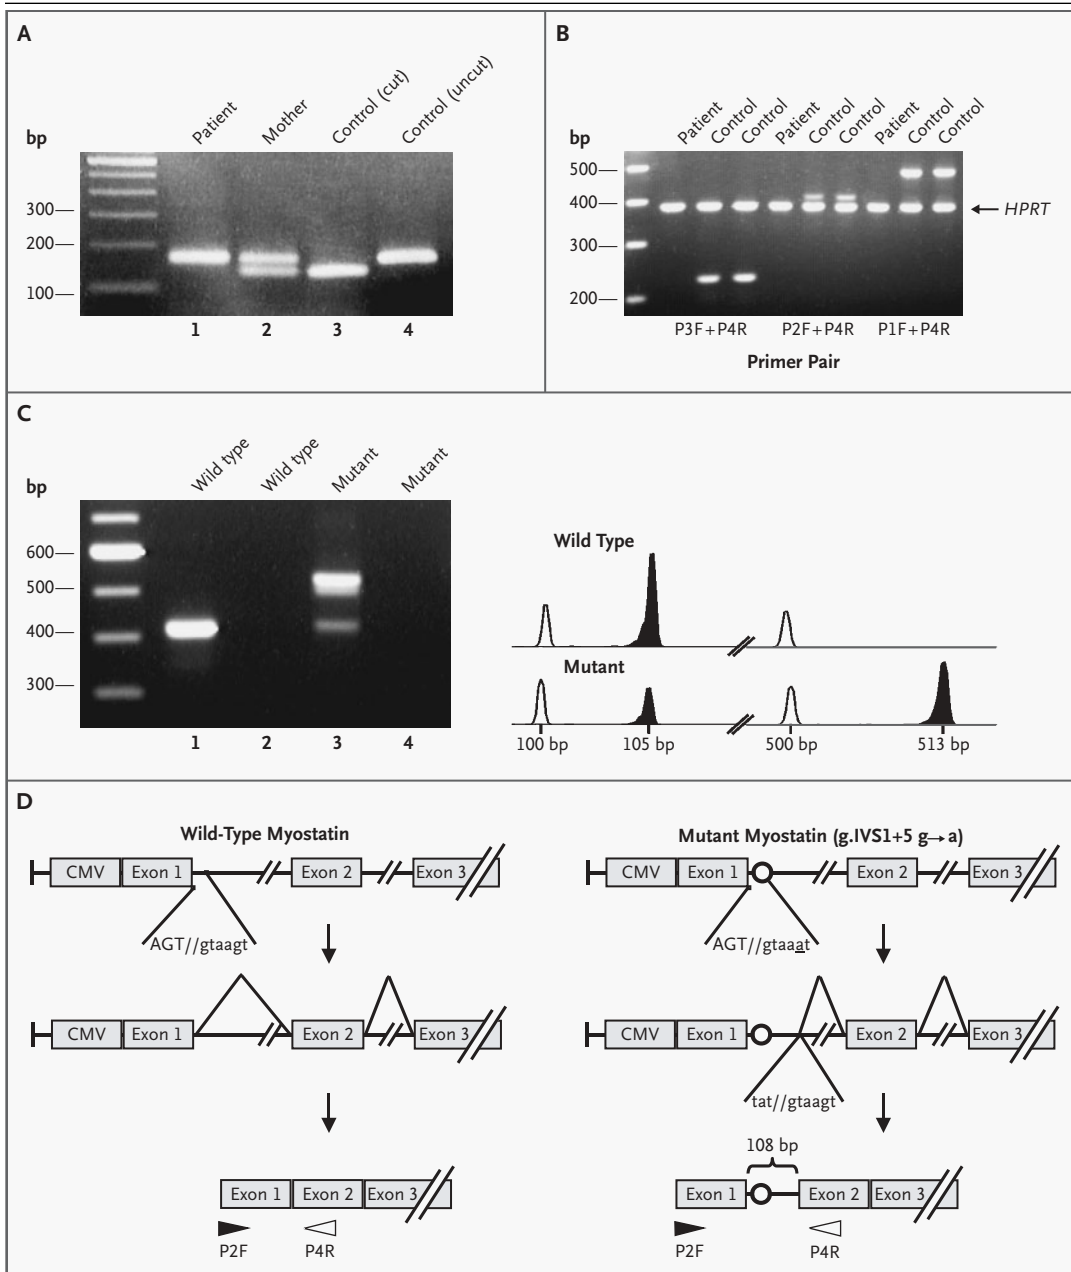 A
bp
Patient
Mother
Control (cut)
Control (uncut)
300
200
100
1 2 3 4
B
bp
Patient
Control
Control
Patient
Control
Control
Patient
Control
Control
500
400
300
200
HPRT
P3F+P4R P2F+P4R P1F+P4R
Primer Pair
C
bp
Wild type
Wild type
Mutant
Mutant
600
500
400
300
1 2 3 4
Wild Type
Mutant
100 bp 105 bp 500 bp 513 bp
D
Wild-Type Myostatin
CMV Exon 1 Exon 2 Exon 3
AGT//gtaagt
CMV Exon 1 Exon 2 Exon 3
Exon 1 Exon 2 Exon 3
P2F P4R
Mutant Myostatin (g.IVS1+5 g→a)
CMV Exon 1 Exon 2 Exon 3
AGT//gtaaat
CMV Exon 1 Exon 2 Exon 3
tat//gtaagt
108 bp
Exon 1 Exon 2 Exon 3
P2F P4R